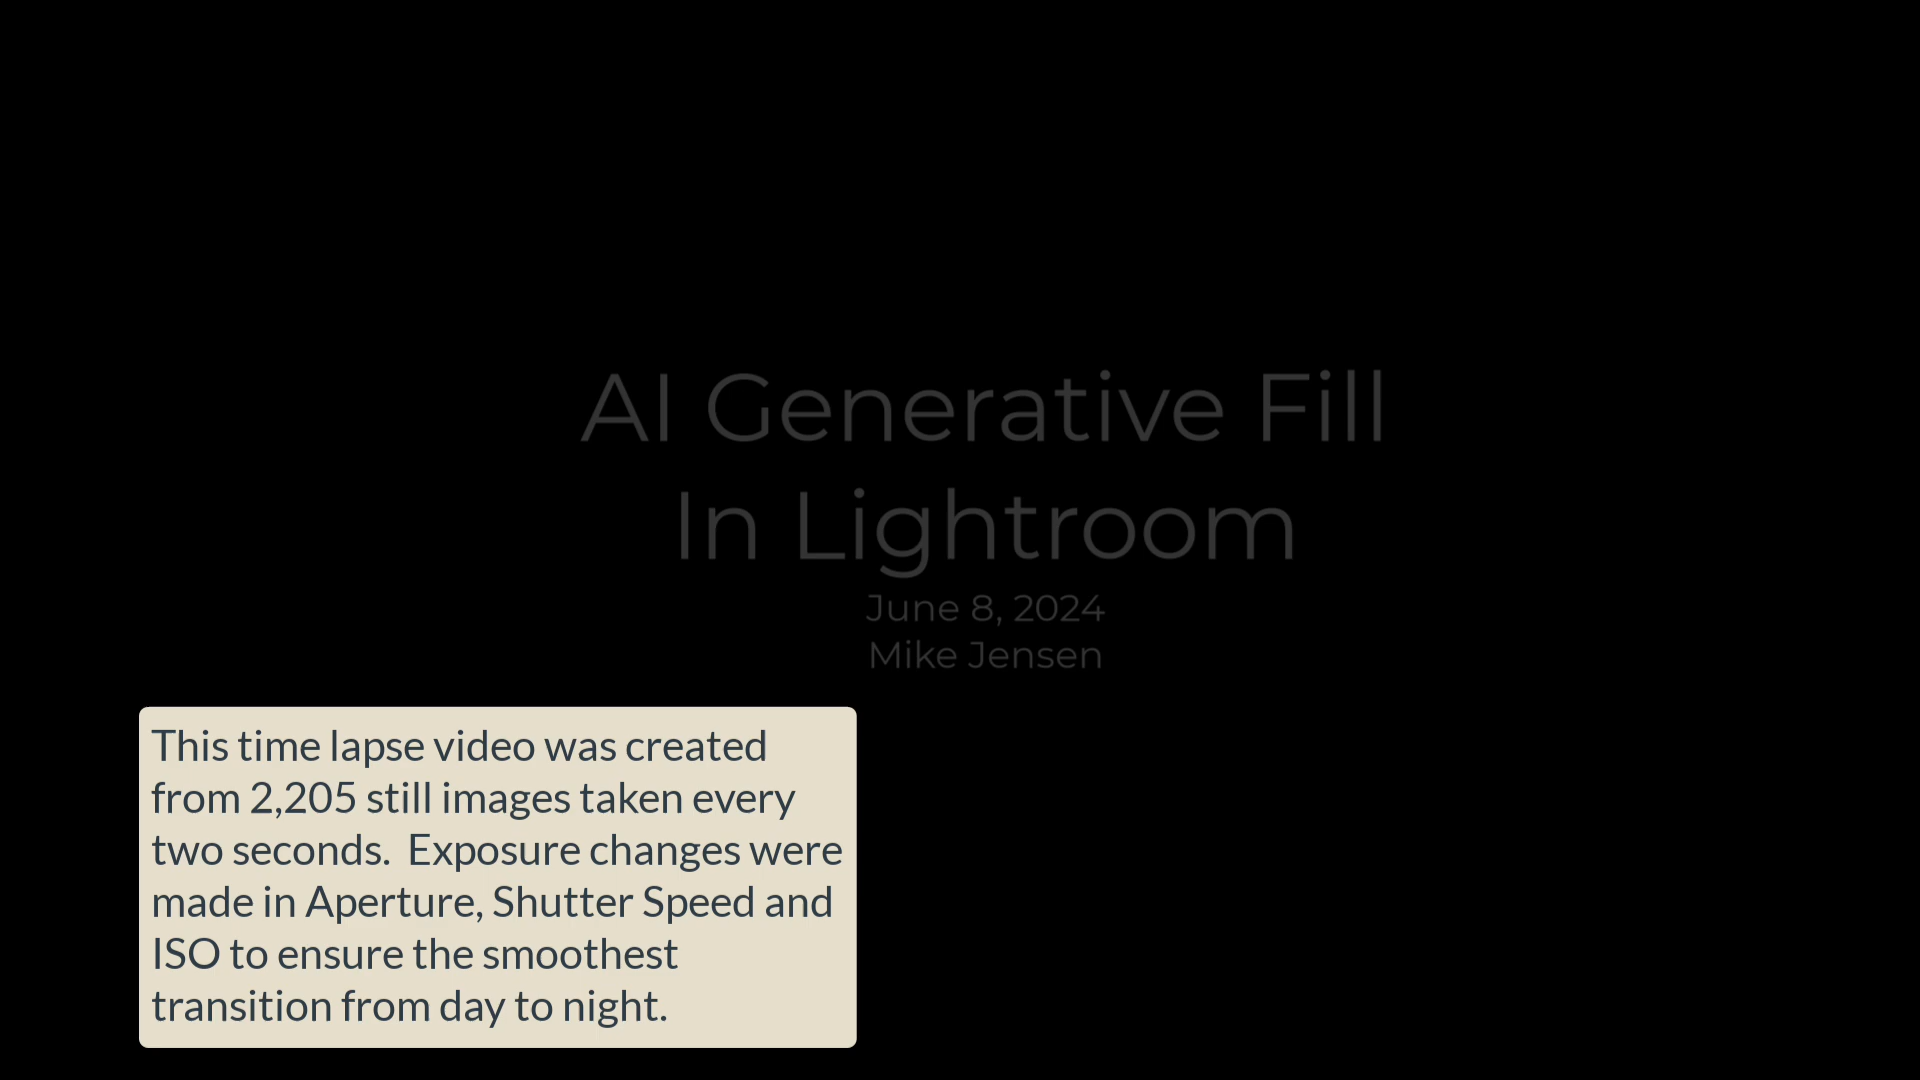 AI Generative Fill
In Lightroom
June 8, 2024
Mike Jensen
This time lapse video was created
from 2,205 still images taken every
two seconds.  Exposure changes were
made in Aperture, Shutter Speed and
ISO to ensure the smoothest
transition from day to night.